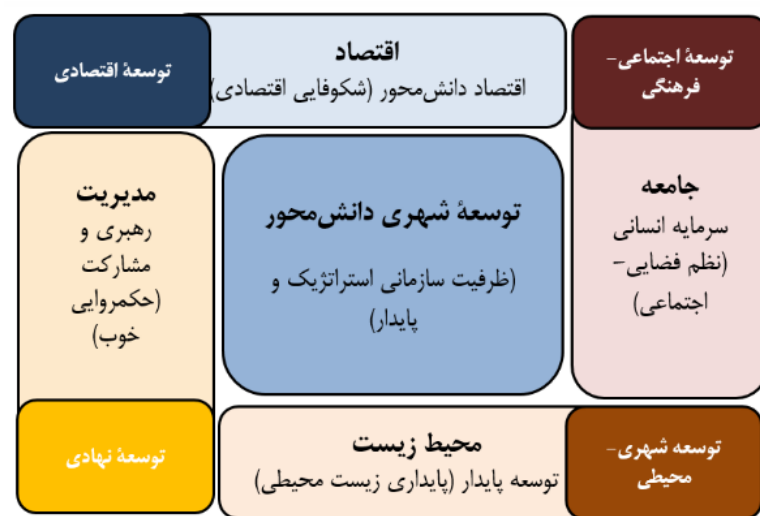 توسعهٔ اجتماعی-
فرهنگی
اقتصاد
اقتصاد دانش‌محور (شکوفایی اقتصادی)
توسعهٔ اقتصادی
جامعه
سرمایه انسانی
(نظم فضایی-
اجتماعی)
توسعهٔ شهری دانش‌محور
(ظرفیت سازمانی استراتژیک و
پایدار)
مدیریت
رهبری و
مشارکت
(حکمروایی
خوب)
توسعه شهری-
محیطی
محیط زیست
توسعه پایدار (پایداری زیست محیطی)
توسعهٔ نهادی